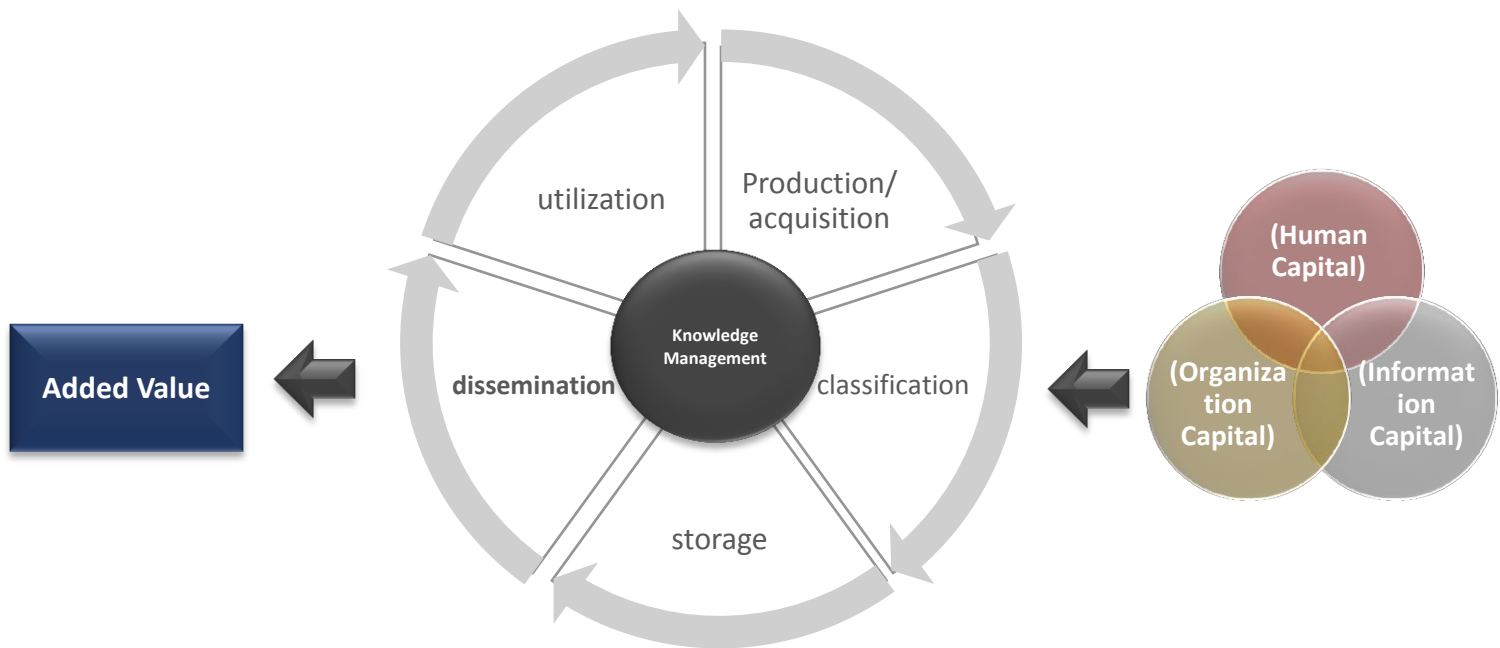 utilization
Production/
acquisition
(Human
Capital)
Knowledge
Management
Added Value
dissemination
classification
(Organiza
tion
Capital)
(Informat
ion
Capital)
storage